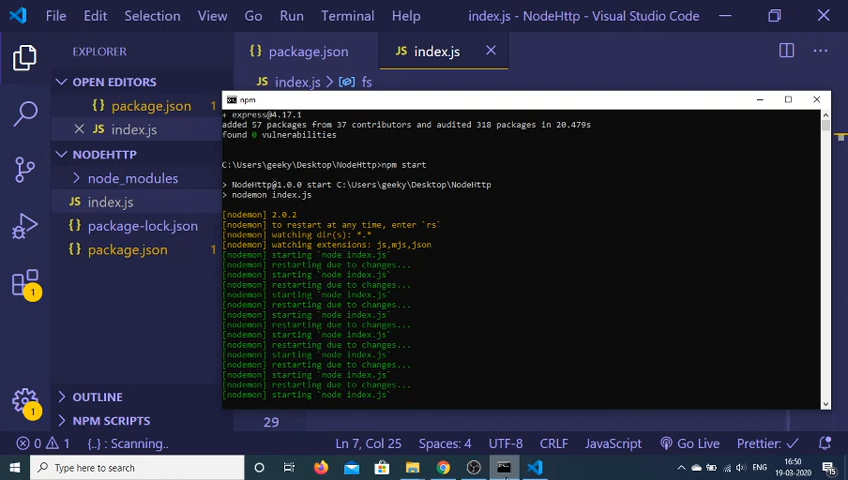 File Edit Selection View Go Run Terminal Help index.js - NodeHttp - Visual Studio Code
EXPLORER
OPEN EDITORS
package.json 1
index.js
NODEHTTP
node_modules
index.js
package-lock.json
package.json 1
OUTLINE
NPM SCRIPTS
1
1
{} package.json JS index.js
JS index.js > fs
npm
+ express@4.17.1
added 57 packages from 37 contributors and audited 318 packages in 20.479s
found 0 vulnerabilities
C:\Users\geeky\Desktop\NodeHttp>npm start
> NodeHttp@1.0.0 start C:\Users\geeky\Desktop\NodeHttp
> nodemon index.js
[nodemon] 2.0.2
[nodemon] to restart at any time, enter `rs`
[nodemon] watching dir(s): *.*
[nodemon] watching extensions: js,mjs,json
[nodemon] starting `node index.js`
[nodemon] restarting due to changes...
[nodemon] starting `node index.js`
[nodemon] restarting due to changes...
[nodemon] starting `node index.js`
[nodemon] restarting due to changes...
[nodemon] starting `node index.js`
[nodemon] restarting due to changes...
[nodemon] starting `node index.js`
[nodemon] restarting due to changes...
[nodemon] starting `node index.js`
[nodemon] restarting due to changes...
[nodemon] starting `node index.js`
[nodemon] restarting due to changes...
[nodemon] starting `node index.js`
29
0 1 {..} : Scanning.. Ln 7, Col 25 Spaces: 4 UTF-8 CRLF JavaScript Go Live Prettier: ✓
Type here to search
ENG
16:50
19-03-2020
15